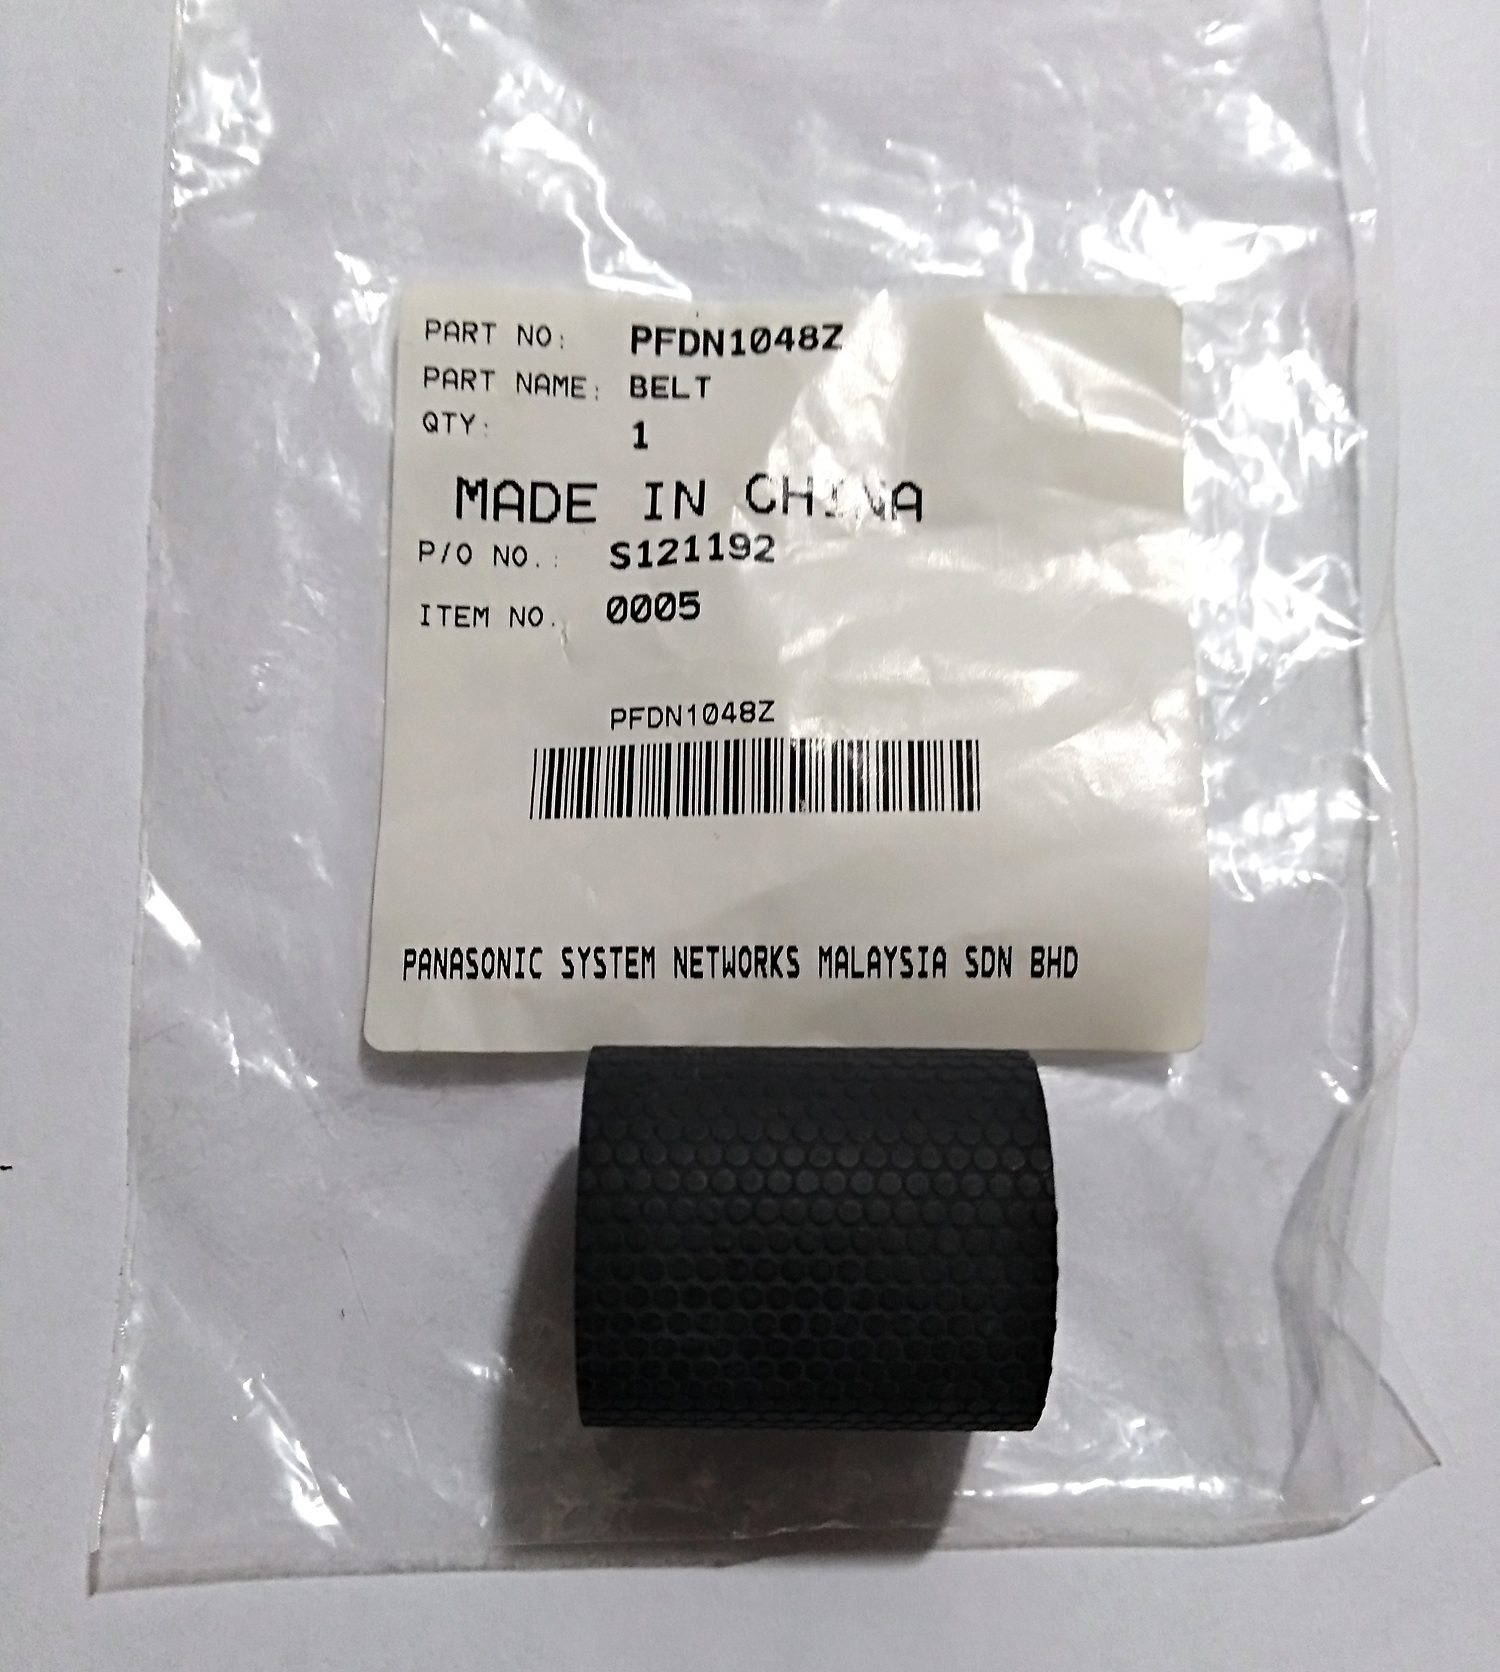 PART NO: PFDN1048Z
PART NAME: BELT
QTY: 1
MADE IN CHINA
P/O NO.: S121192
ITEM NO. 0005
PFDN1048Z
PANASONIC SYSTEM NETWORKS MALAYSIA SDN BHD